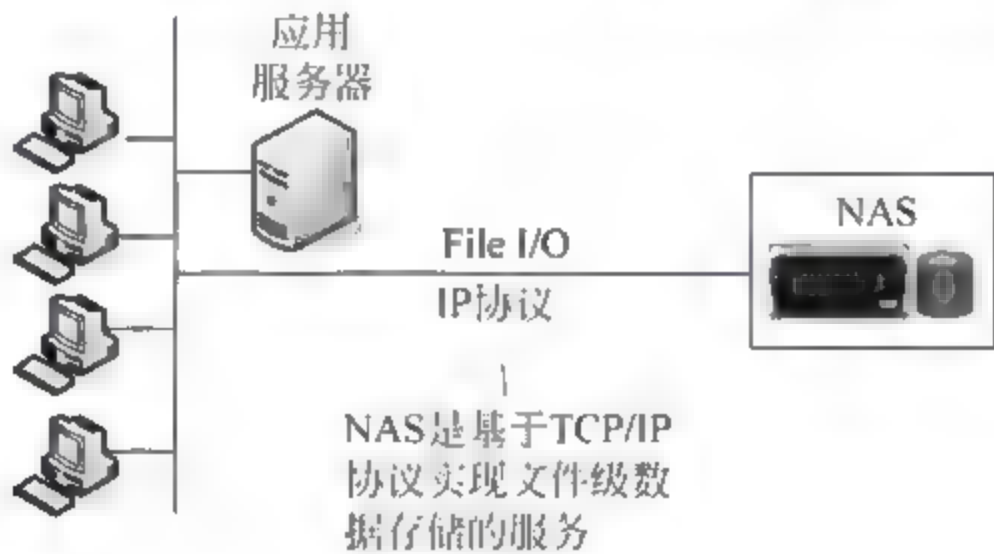 应用
服务器
NAS
File I/O
IP协议
NAS是基于TCP/IP
协议实现文件级数
据存储的服务